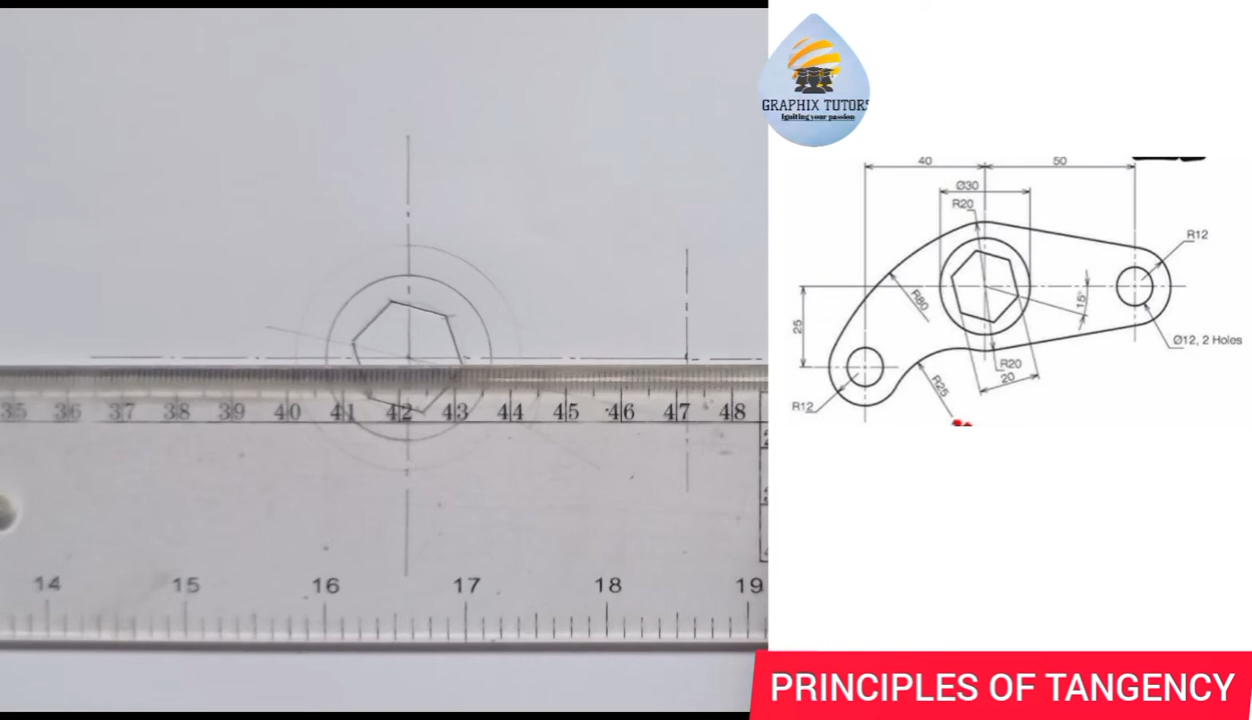 GRAPHIX TUTORS
Igniting your passion
40
50
Ø30
R20
R12
R80
15°
25
Ø12, 2 Holes
R20
20
R25
R12
35 36 37 38 39 40 41 42 43 44 45 46 47 48
14 15 16 17 18 19
PRINCIPLES OF TANGENCY